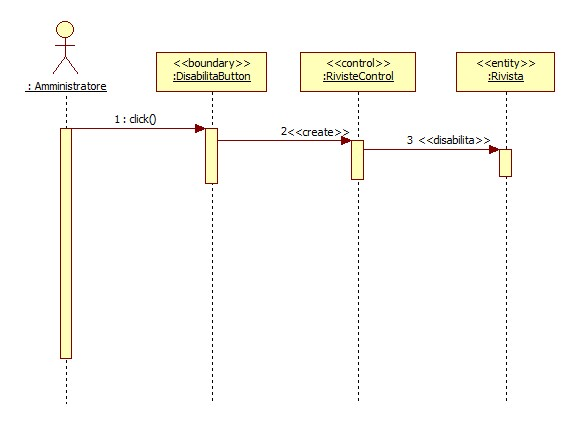 : Amministratore
<<boundary>>
:DisabilitaButton
<<control>>
:RivisteControl
<<entity>>
:Rivista
1 : click()
2<<create>>
3 <<disabilita>>